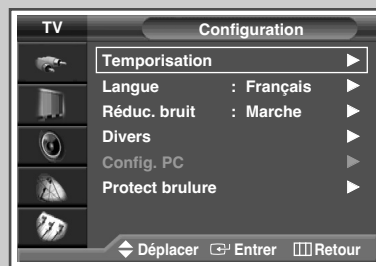 TV Configuration
Temporisation
Langue : Français
Réduc. bruit : Marche
Divers
Config. PC
Protect brulure
Déplacer Entrer Retour